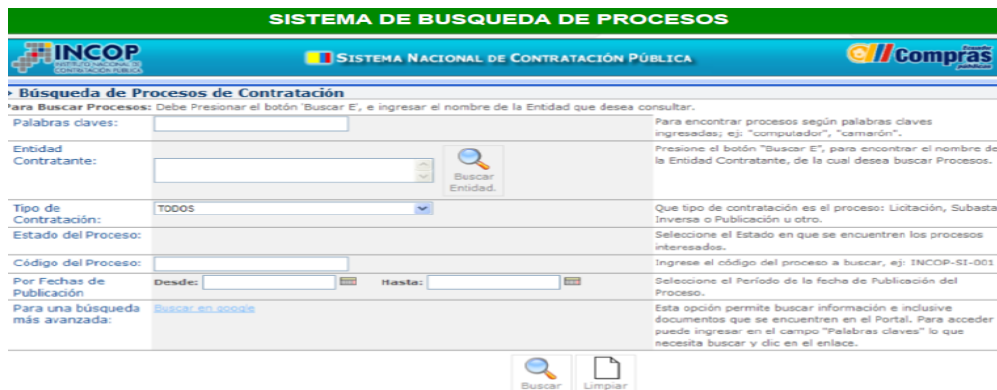 SISTEMA DE BUSQUEDA DE PROCESOS
INCOP
INSTITUTO NACIONAL DE
CONTRATACIÓN PÚBLICA
SISTEMA NACIONAL DE CONTRATACIÓN PÚBLICA
Ecuador
Compras
públicas
Búsqueda de Procesos de Contratación
Para Buscar Procesos: Debe Presionar el botón 'Buscar E', e ingresar el nombre de la Entidad que desea consultar.
Palabras claves:
Para encontrar procesos según palabras claves
ingresadas; ej: "computador", "camarón".
Entidad
Contratante:
Buscar
Entidad.
Presione el botón "Buscar E", para encontrar el nombre de
la Entidad Contratante, de la cual desea buscar Procesos.
Tipo de
Contratación:
TODOS
Que tipo de contratación es el proceso: Licitación, Subasta
Inversa o Publicación u otro.
Estado del Proceso:
Seleccione el Estado en que se encuentren los procesos
interesados.
Código del Proceso:
Ingrese el código del proceso a buscar, ej: INCOP-SI-001
Por Fechas de
Publicación
Desde:
Hasta:
Seleccione el Período de la fecha de Publicación del
Proceso.
Para una búsqueda
más avanzada:
Buscar en google
Esta opción permite buscar información e inclusive
documentos que se encuentren en el Portal. Para acceder
puede ingresar en el campo "Palabras claves" lo que
necesita buscar y clic en el enlace.
Buscar
Limpiar